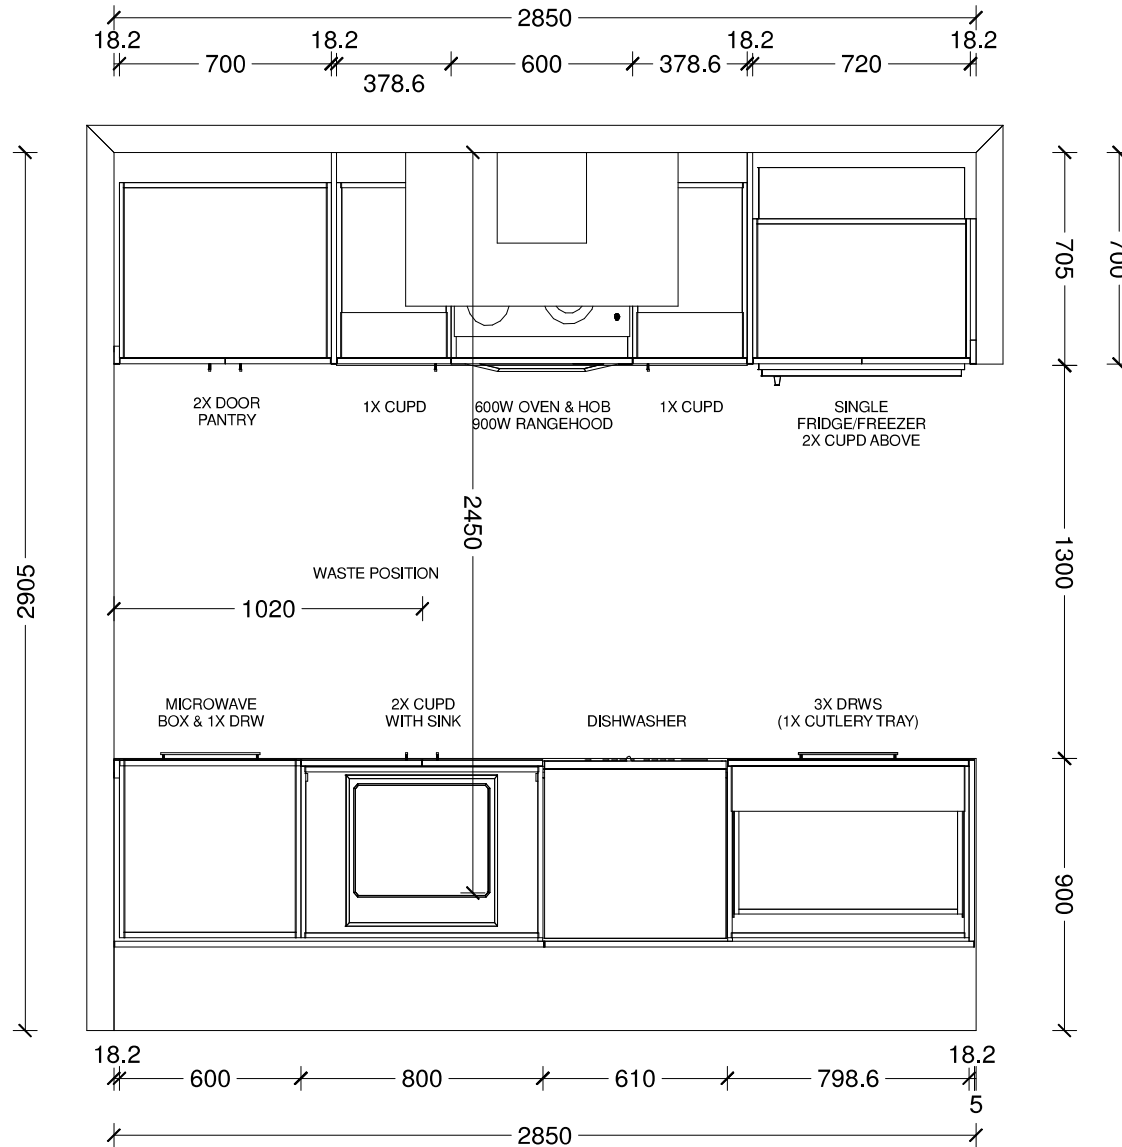 2850
18.2 18.2 18.2 18.2
700 600 378.6 720
378.6
705
700
2X DOOR
PANTRY
1X CUPD
600W OVEN & HOB
900W RANGEHOOD
1X CUPD
SINGLE
FRIDGE/FREEZER
2X CUPD ABOVE
2450
1300
2905
WASTE POSITION
1020
MICROWAVE
BOX & 1X DRW
2X CUPD
WITH SINK
DISHWASHER
3X DRWS
(1X CUTLERY TRAY)
900
18.2 18.2
600 800 610 798.6
5
2850